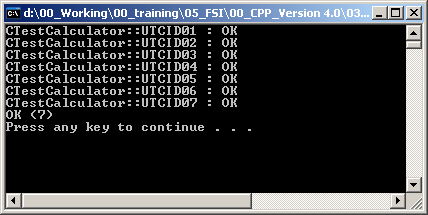 d:\00_Working\00_training\05_FSI\00_CPP_Version 4.0\03...
CTestCalculator::UTCID01 : OK
CTestCalculator::UTCID02 : OK
CTestCalculator::UTCID03 : OK
CTestCalculator::UTCID04 : OK
CTestCalculator::UTCID05 : OK
CTestCalculator::UTCID06 : OK
CTestCalculator::UTCID07 : OK
OK (7)
Press any key to continue . . .